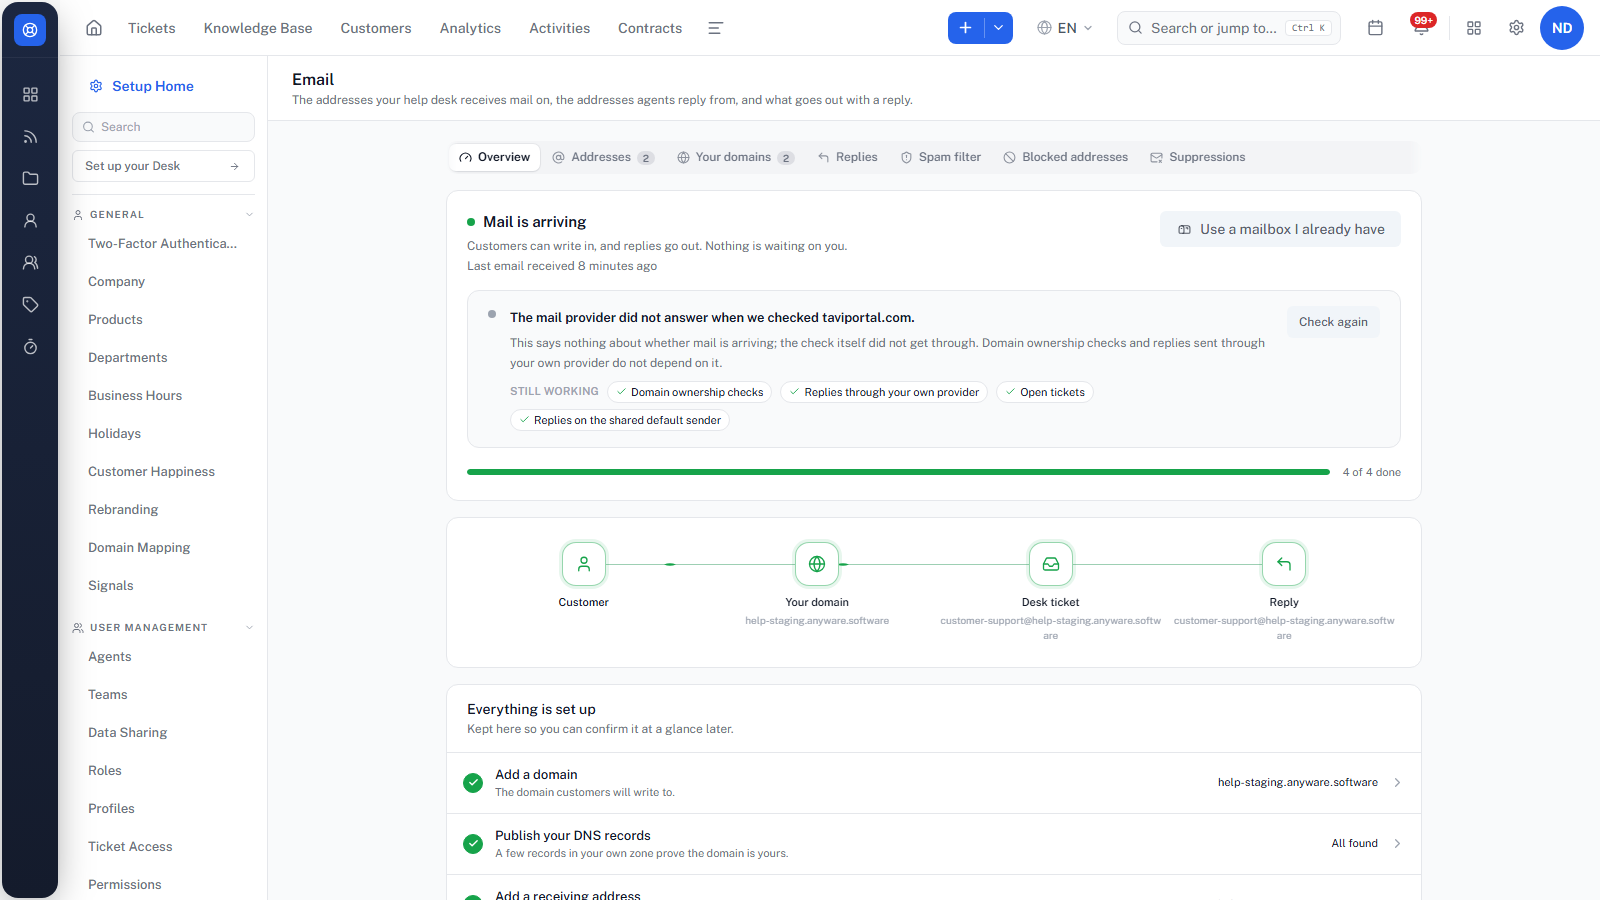 Tickets
Knowledge Base
Customers
Analytics
Activities
Contracts
EN
Search or jump to...
Ctrl K
99+
ND
Setup Home
Search
Set up your Desk
GENERAL
Two-Factor Authentica...
Company
Products
Departments
Business Hours
Holidays
Customer Happiness
Rebranding
Domain Mapping
Signals
USER MANAGEMENT
Agents
Teams
Data Sharing
Roles
Profiles
Ticket Access
Permissions
Email
The addresses your help desk receives mail on, the addresses agents reply from, and what goes out with a reply.
Overview
Addresses 2
Your domains 2
Replies
Spam filter
Blocked addresses
Suppressions
Mail is arriving
Customers can write in, and replies go out. Nothing is waiting on you.
Last email received 8 minutes ago
Use a mailbox I already have
The mail provider did not answer when we checked taviportal.com.
This says nothing about whether mail is arriving; the check itself did not get through. Domain ownership checks and replies sent through
your own provider do not depend on it.
Check again
STILL WORKING
Domain ownership checks
Replies through your own provider
Open tickets
Replies on the shared default sender
4 of 4 done
Customer
Your domain
help-staging.anyware.software
Desk ticket
customer-support@help-staging.anyware.softw
are
Reply
customer-support@help-staging.anyware.softw
are
Everything is set up
Kept here so you can confirm it at a glance later.
Add a domain
The domain customers will write to.
help-staging.anyware.software
Publish your DNS records
A few records in your own zone prove the domain is yours.
All found
Add a receiving address